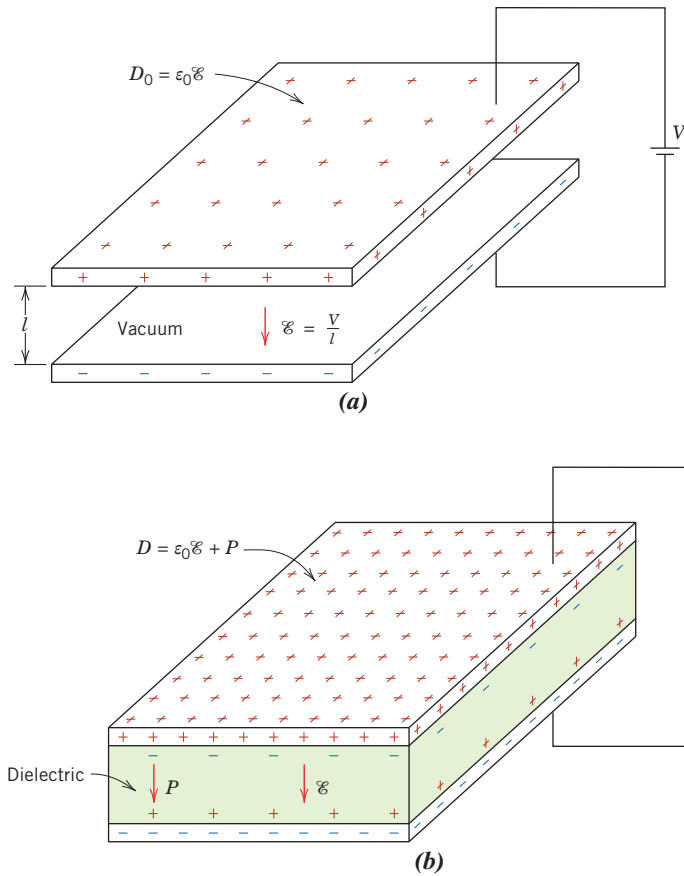 D₀ = ε₀ℰ
V
l
Vacuum
ℰ = V/l
(a)
D = ε₀ℰ + P
Dielectric
P
ℰ
(b)